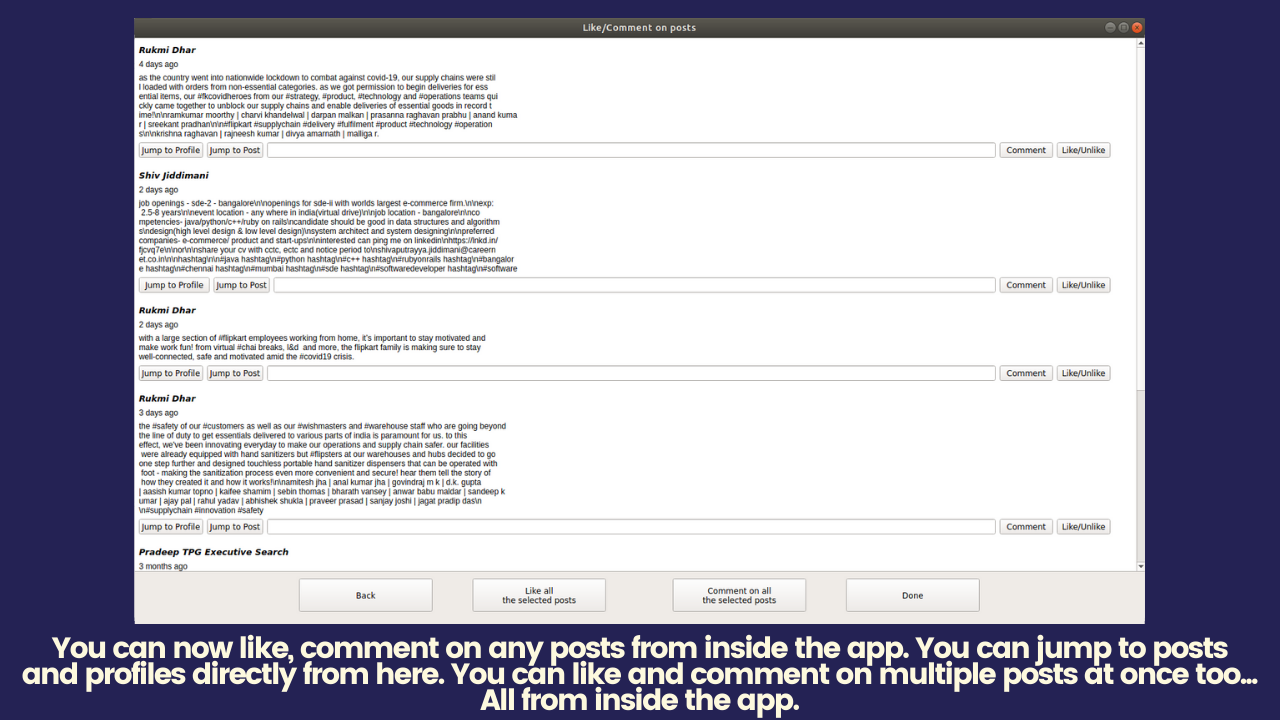 Like/Comment on posts
Rukmi Dhar
4 days ago
as the country went into nationwide lockdown to combat against covid-19, our supply chains were stil
l loaded with orders from non-essential categories. as we got permission to begin deliveries for ess
ential items, our #fkcovidheroes from our #strategy, #product, #technology and #operations teams qui
ckly came together to unblock our supply chains and enable deliveries of essential goods in record t
ime!\n\nramkumar moorthy | charvi khandelwal | darpan malkan | prasanna raghavan prabhu | anand kuma
r | sreekant pradhan\n\n#flipkart #supplychain #delivery #fulfilment #product #technology #operation
s\n\nkrishna raghavan | rajneesh kumar | divya amarnath | malliga r.
Jump to Profile Jump to Post Comment Like/Unlike
Shiv Jiddimani
2 days ago
job openings - sde-2 - bangalore\n\nopenings for sde-ii with worlds largest e-commerce firm.\n\nexp:
2.5-8 years\n\nevent location - any where in india(virtual drive)\n\njob location - bangalore\n\nco
mpetencies- java/python/c++/ruby on rails\ncandidate should be good in data structures and algorithm
s\ndesign(high level design & low level design)\nsystem architect and system designing\n\npreferred
companies- e-commerce/ product and start-ups\n\ninterested can ping me on linkedin\nhttps://lnkd.in/
fjcvq7e\n\nor\n\nshare your cv with cctc, ectc and notice period to\nshivaputrayya.jiddimani@careern
et.co.in\n\nhashtag\n\n#java hashtag\n#python hashtag\n#c++ hashtag\n#rubyonrails hashtag\n#bangalor
e hashtag\n#chennai hashtag\n#mumbai hashtag\n#sde hashtag\n#softwaredeveloper hashtag\n#software
Jump to Profile Jump to Post Comment Like/Unlike
Rukmi Dhar
2 days ago
with a large section of #flipkart employees working from home, it's important to stay motivated and
make work fun! from virtual #chai breaks, l&d  and more, the flipkart family is making sure to stay
well-connected, safe and motivated amid the #covid19 crisis.
Jump to Profile Jump to Post Comment Like/Unlike
Rukmi Dhar
3 days ago
the #safety of our #customers as well as our #wishmasters and #warehouse staff who are going beyond
the line of duty to get essentials delivered to various parts of india is paramount for us. to this
effect, we've been innovating everyday to make our operations and supply chain safer. our facilities
were already equipped with hand sanitizers but #flipsters at our warehouses and hubs decided to go
one step further and designed touchless portable hand sanitizer dispensers that can be operated with
foot - making the sanitization process even more convenient and secure! hear them tell the story of
how they created it and how it works!\n\namitesh jha | anal kumar jha | govindraj m k | d.k. gupta
| aasish kumar topno | kaifee shamim | sebin thomas | bharath vansey | anwar babu maldar | sandeep k
umar | ajay pal | rahul yadav | abhishek shukla | praveer prasad | sanjay joshi | jagat pradip das\n
\n#supplychain #innovation #safety
Jump to Profile Jump to Post Comment Like/Unlike
Pradeep TPG Executive Search
3 months ago
Back Like all Comment on all Done
the selected posts the selected posts
You can now like, comment on any posts from inside the app. You can jump to posts
and profiles directly from here. You can like and comment on multiple posts at once too...
All from inside the app.